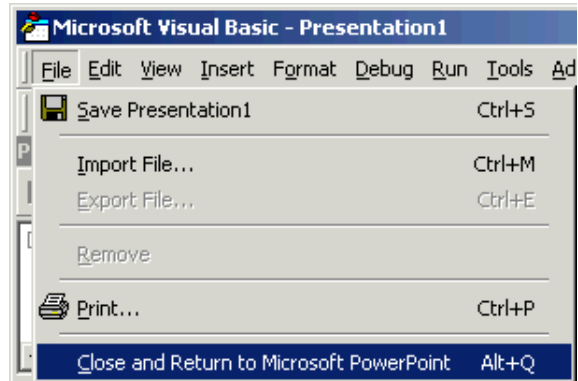 Microsoft Visual Basic - Presentation1
File Edit View Insert Format Debug Run Tools Ad
Save Presentation1 Ctrl+S
Import File... Ctrl+M
Export File... Ctrl+E
Remove
Print... Ctrl+P
Close and Return to Microsoft PowerPoint Alt+Q